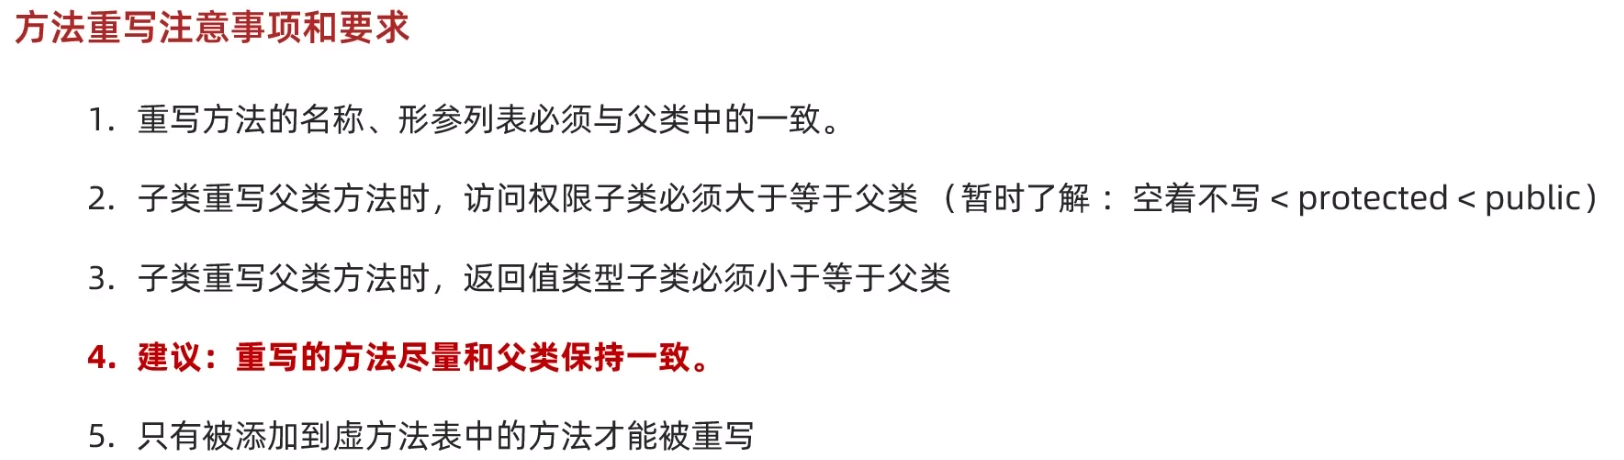 方法重写注意事项和要求
1. 重写方法的名称、形参列表必须与父类中的一致。
2. 子类重写父类方法时，访问权限子类必须大于等于父类（暂时了解：空着不写 < protected < public）
3. 子类重写父类方法时，返回值类型子类必须小于等于父类
4. 建议：重写的方法尽量和父类保持一致。
5. 只有被添加到虚方法表中的方法才能被重写